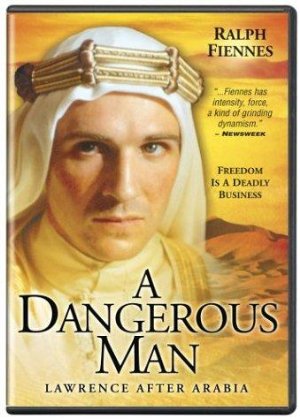 RALPH
FIENNES
"...Fiennes has
intensity, force,
a kind of grinding
dynamism."
– NEWSWEEK
FREEDOM
IS A DEADLY
BUSINESS
A
DANGEROUS
MAN
LAWRENCE AFTER ARABIA